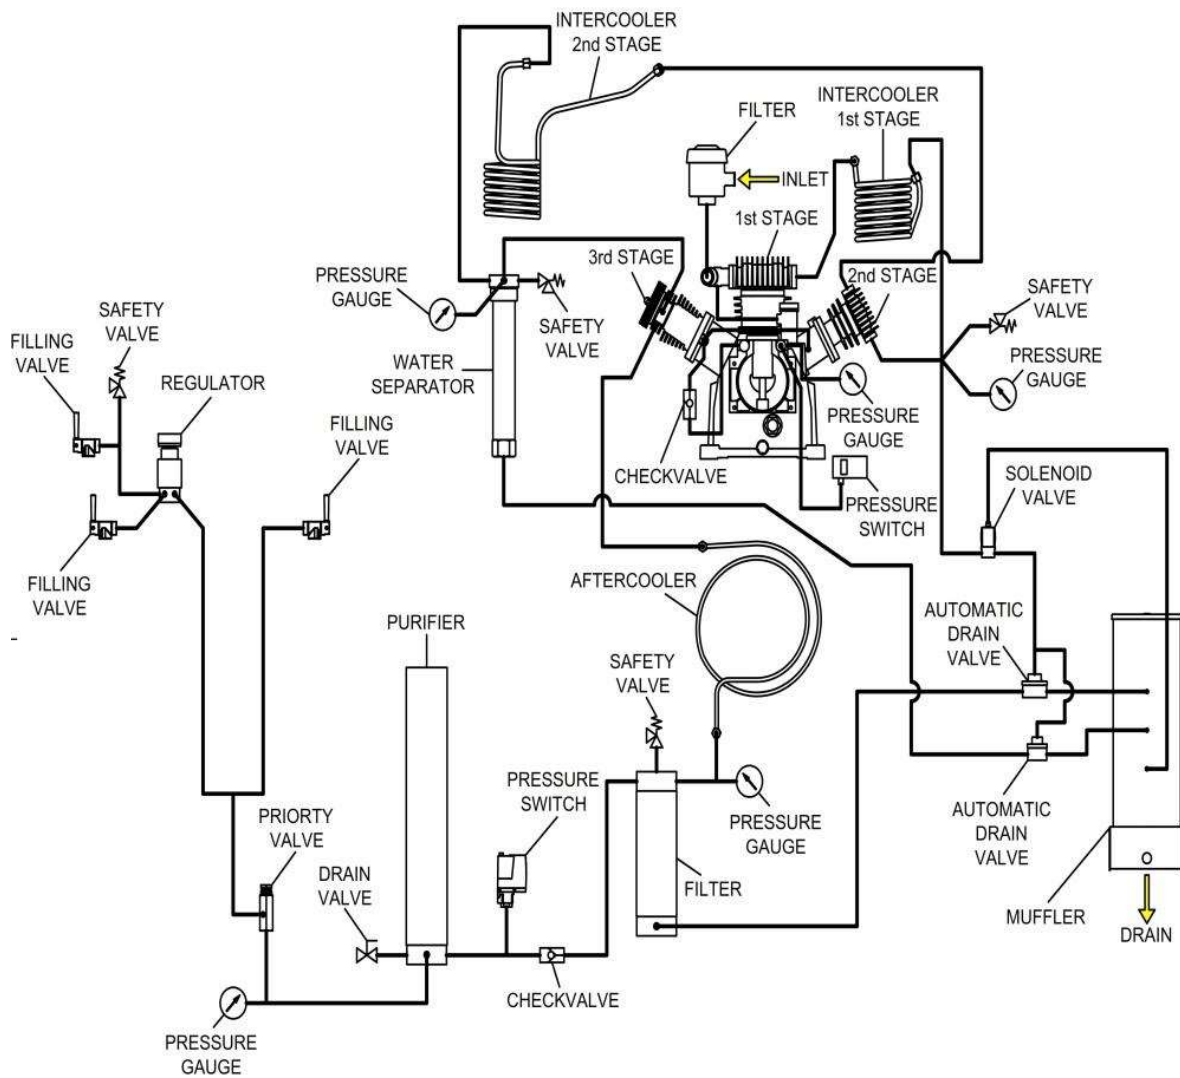 INTERCOOLER
2nd STAGE
FILTER
INTERCOOLER
1st STAGE
INLET
1st STAGE
3rd STAGE
2nd STAGE
PRESSURE
GAUGE
SAFETY
VALVE
SAFETY
VALVE
SAFETY
VALVE
FILLING
VALVE
REGULATOR
WATER
SEPARATOR
PRESSURE
GAUGE
PRESSURE
GAUGE
FILLING
VALVE
CHECKVALVE
SOLENOID
VALVE
PRESSURE
SWITCH
FILLING
VALVE
AFTERCOOLER
PURIFIER
AUTOMATIC
DRAIN
VALVE
SAFETY
VALVE
PRESSURE
SWITCH
PRIORTY
VALVE
PRESSURE
GAUGE
AUTOMATIC
DRAIN
VALVE
DRAIN
VALVE
FILTER
MUFFLER
DRAIN
CHECKVALVE
PRESSURE
GAUGE